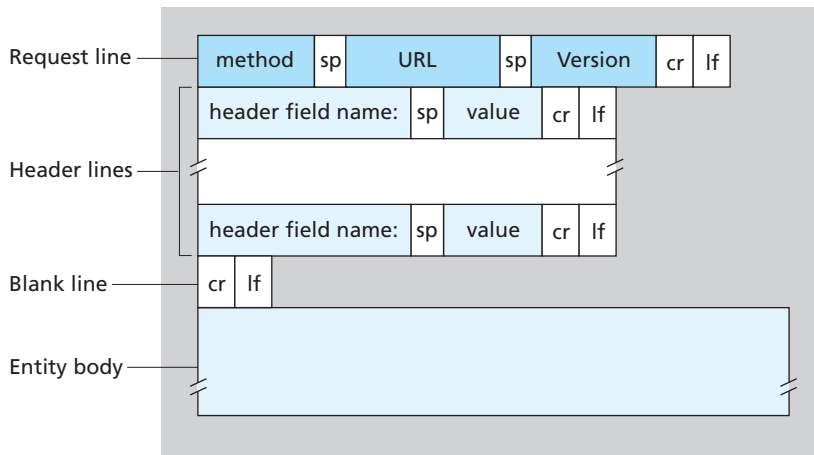 Request line method sp URL sp Version cr lf
header field name: sp value cr lf
Header lines
header field name: sp value cr lf
Blank line cr lf
Entity body